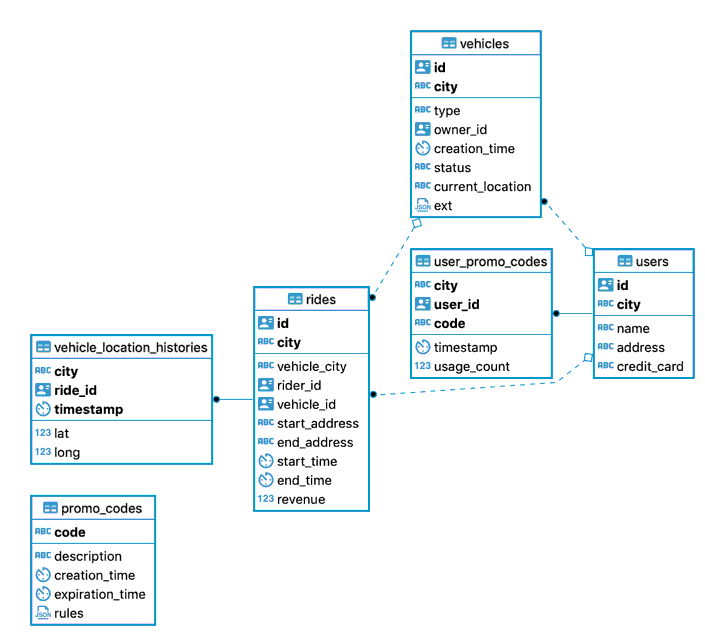 vehicles
id
ABC city
ABC type
owner_id
creation_time
ABC status
ABC current_location
JSON ext
user_promo_codes
ABC city
user_id
ABC code
timestamp
123 usage_count
users
id
ABC city
ABC name
ABC address
ABC credit_card
rides
id
ABC city
ABC vehicle_city
rider_id
vehicle_id
ABC start_address
ABC end_address
start_time
end_time
123 revenue
vehicle_location_histories
ABC city
ride_id
timestamp
123 lat
123 long
promo_codes
ABC code
ABC description
creation_time
expiration_time
JSON rules